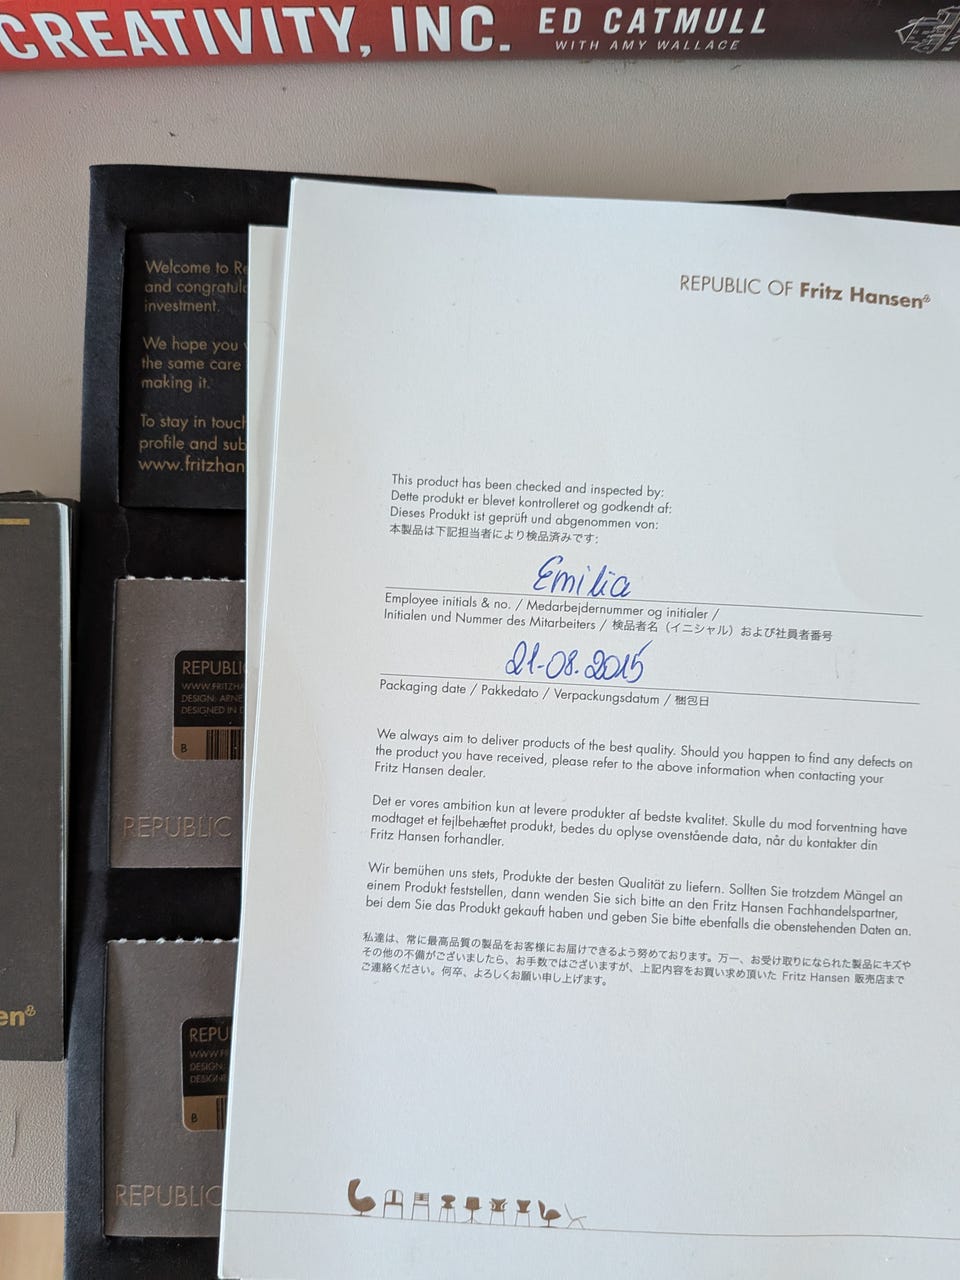 CREATIVITY, INC. ED CATMULL
WITH AMY WALLACE
Welcome to
and
investment.
We hope you
the same care
making it.
To stay in touch
profile and
www.fritzhan
REPUBLIC
WWW.FRITZHA
DESIGN: ARNE
DESIGNED IN D
B
REPUBLIC
REPU
WWW.F
DESIGN:
DESIGNE
B
REPUBLIC
en®
REPUBLIC OF Fritz Hansen®
This product has been checked and inspected by:
Dette produkt er blevet kontrolleret og godkendt af:
Dieses Produkt ist geprüft und abgenommen von:
本製品は下記担当者により検品済みです:
Emilia
Employee initials & no. / Medarbejdernummer og initialer /
Initialen und Nummer des Mitarbeiters / 検品者名（イニシャル）および社員者番号
21-08.2015
Packaging date / Pakkedato / Verpackungsdatum / 梱包日
We always aim to deliver products of the best quality. Should you happen to find any defects on
the product you have received, please refer to the above information when contacting your
Fritz Hansen dealer.
Det er vores ambition kun at levere produkter af bedste kvalitet. Skulle du mod forventning have
modtaget et fejlbehæftet produkt, bedes du oplyse ovenstående data, når du kontakter din
Fritz Hansen forhandler.
Wir bemühen uns stets, Produkte der besten Qualität zu liefern. Sollten Sie trotzdem Mängel an
einem Produkt feststellen, dann wenden Sie sich bitte an den Fritz Hansen Fachhandelspartner,
bei dem Sie das Produkt gekauft haben und geben Sie bitte ebenfalls die obenstehenden Daten an.
私達は、常に最高品質の製品をお客様にお届けできるよう努めております。万一、お受け取りになられた製品にキズや
その他の不備がございましたら、お手数ではございますが、上記内容をお買い求め頂いた Fritz Hansen 販売店まで
ご連絡ください。何卒、よろしくお願い申し上げます。